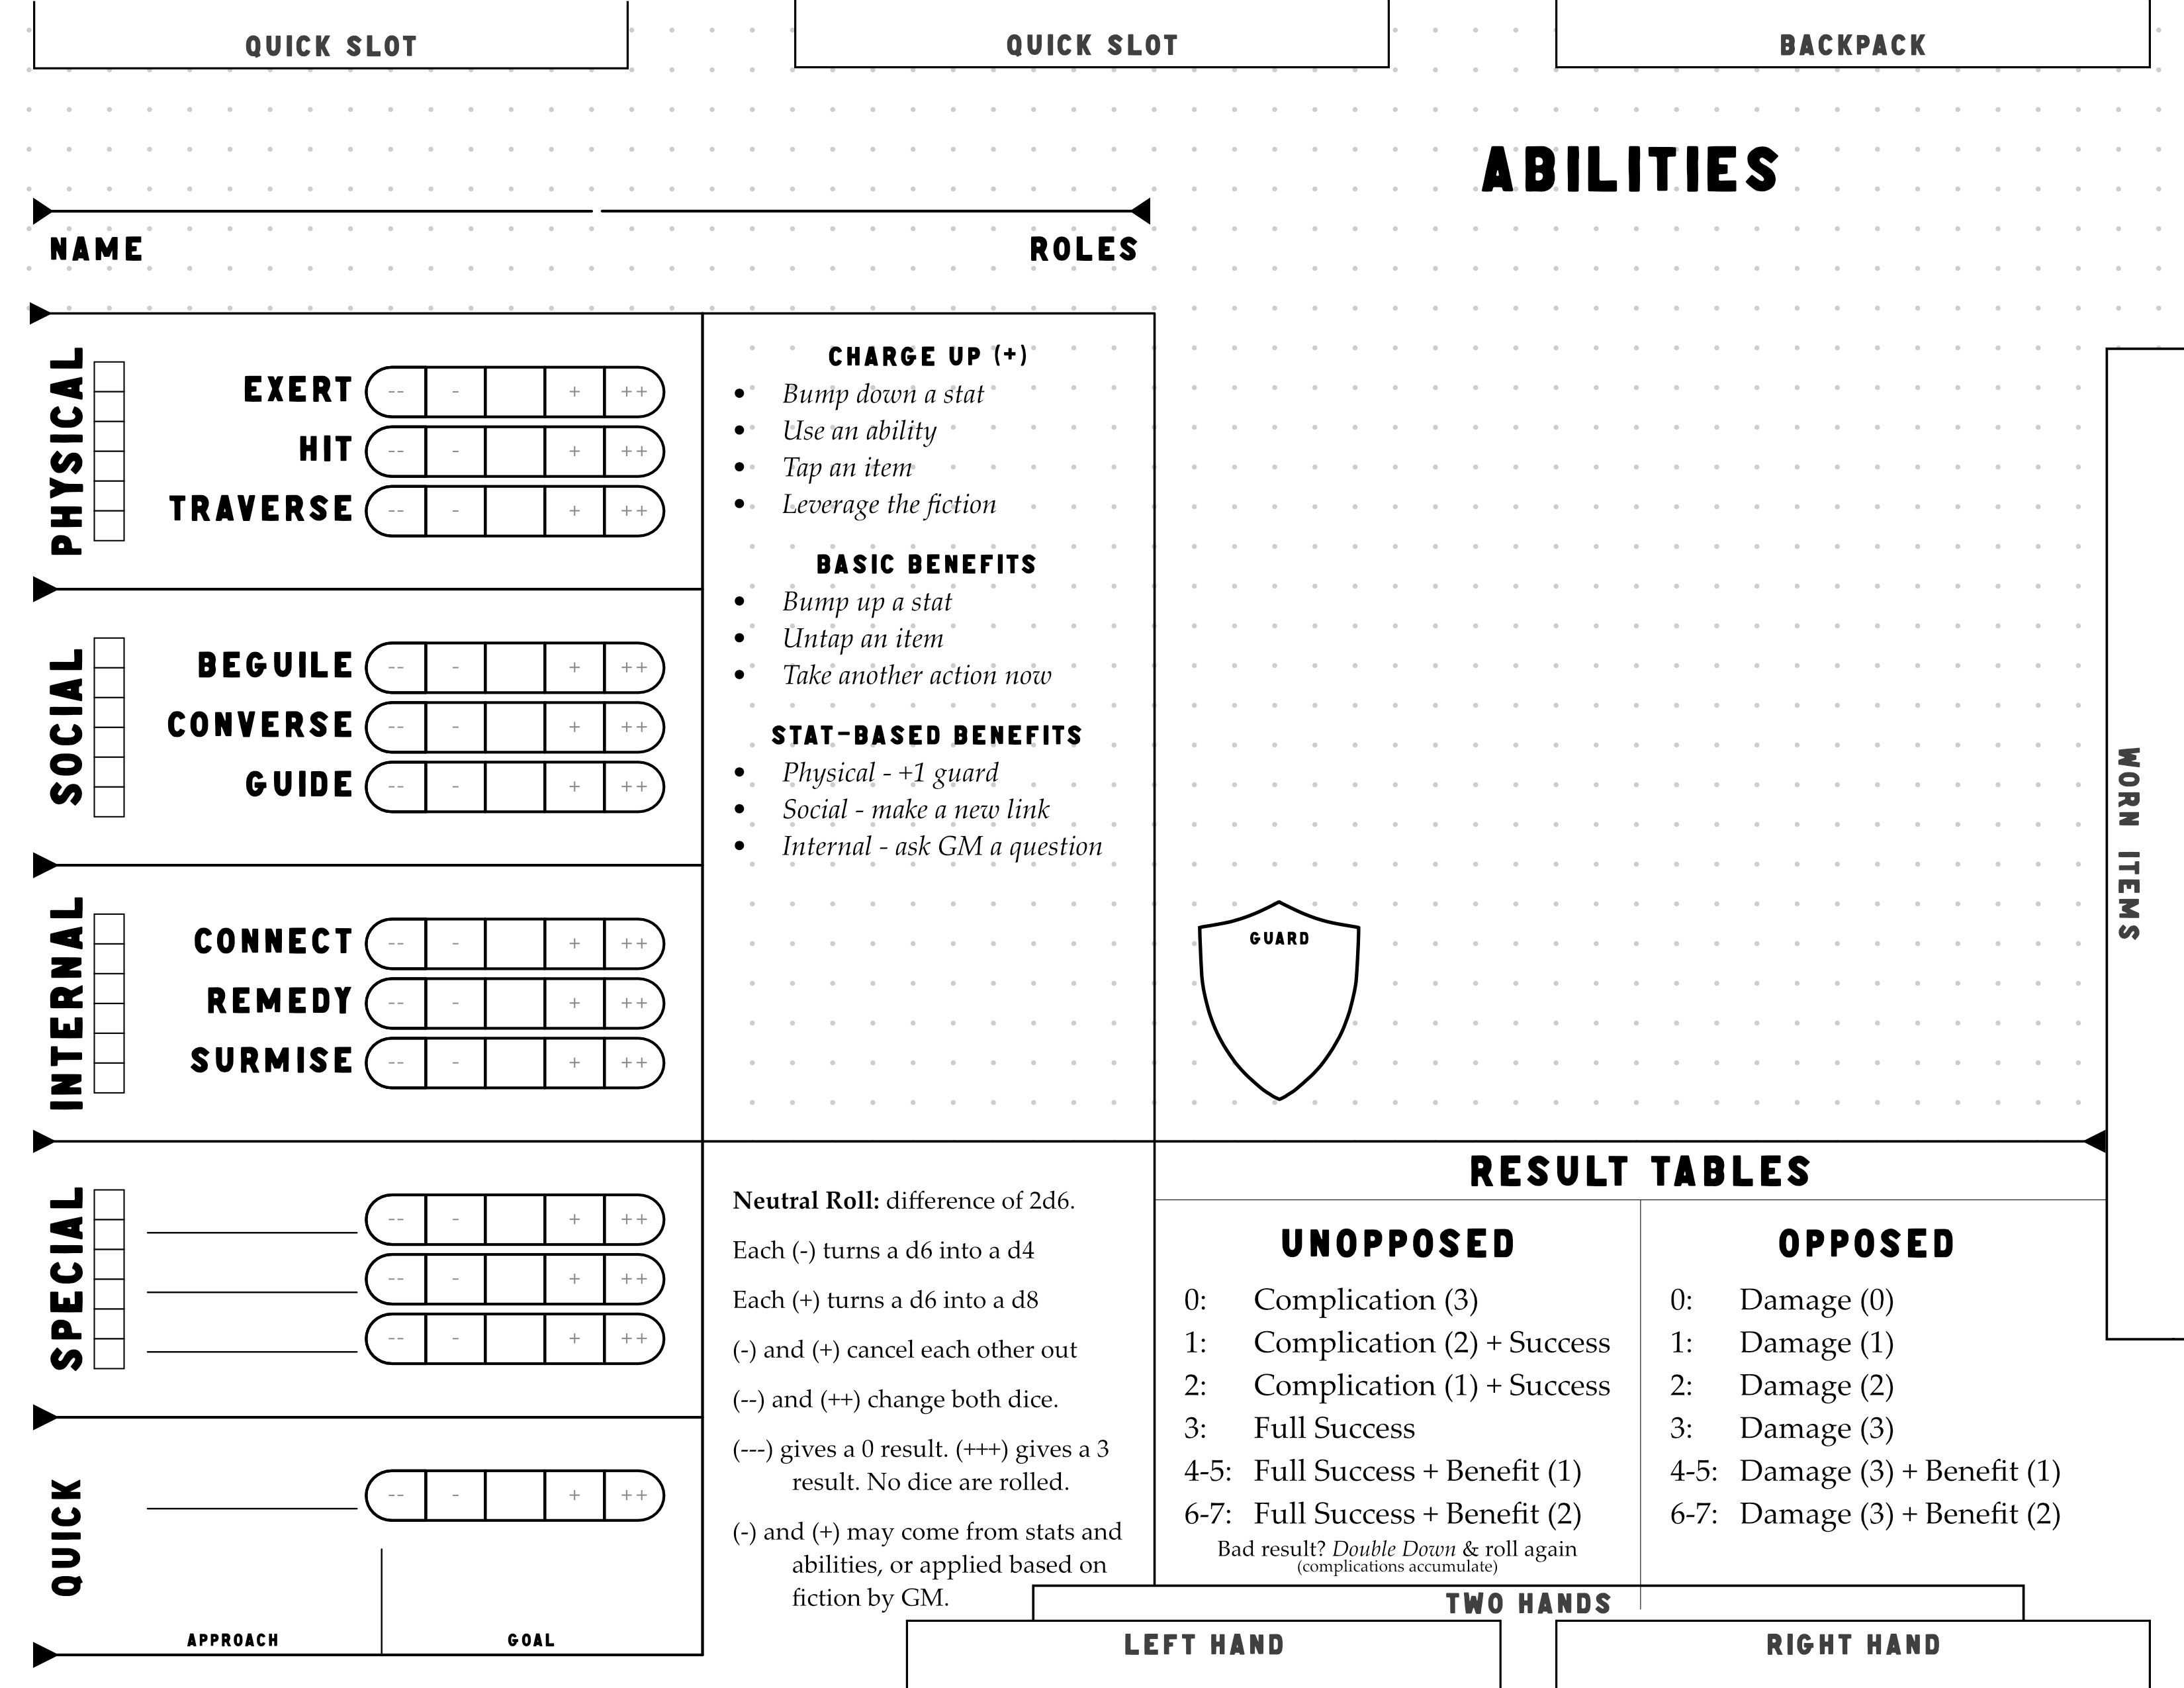 QUICK SLOT
QUICK SLOT
BACKPACK
ABILITIES
NAME
ROLES
PHYSICAL
EXERT -- - + ++
HIT -- - + ++
TRAVERSE -- - + ++
SOCIAL
BEGUILE -- - + ++
CONVERSE -- - + ++
GUIDE -- - + ++
INTERNAL
CONNECT -- - + ++
REMEDY -- - + ++
SURMISE -- - + ++
SPECIAL
-- - + ++
-- - + ++
-- - + ++
QUICK
-- - + ++
APPROACH
GOAL
CHARGE UP (+)
• Bump down a stat
• Use an ability
• Tap an item
• Leverage the fiction
BASIC BENEFITS
• Bump up a stat
• Untap an item
• Take another action now
STAT-BASED BENEFITS
• Physical - +1 guard
• Social - make a new link
• Internal - ask GM a question
Neutral Roll: difference of 2d6.
Each (-) turns a d6 into a d4
Each (+) turns a d6 into a d8
(-) and (+) cancel each other out
(--) and (++) change both dice.
(---) gives a 0 result. (+++) gives a 3
result. No dice are rolled.
(-) and (+) may come from stats and
abilities, or applied based on
fiction by GM.
GUARD
WORN ITEMS
RESULT TABLES
UNOPPOSED
0: Complication (3)
1: Complication (2) + Success
2: Complication (1) + Success
3: Full Success
4-5: Full Success + Benefit (1)
6-7: Full Success + Benefit (2)
Bad result? Double Down & roll again
(complications accumulate)
OPPOSED
0: Damage (0)
1: Damage (1)
2: Damage (2)
3: Damage (3)
4-5: Damage (3) + Benefit (1)
6-7: Damage (3) + Benefit (2)
TWO HANDS
LEFT HAND
RIGHT HAND